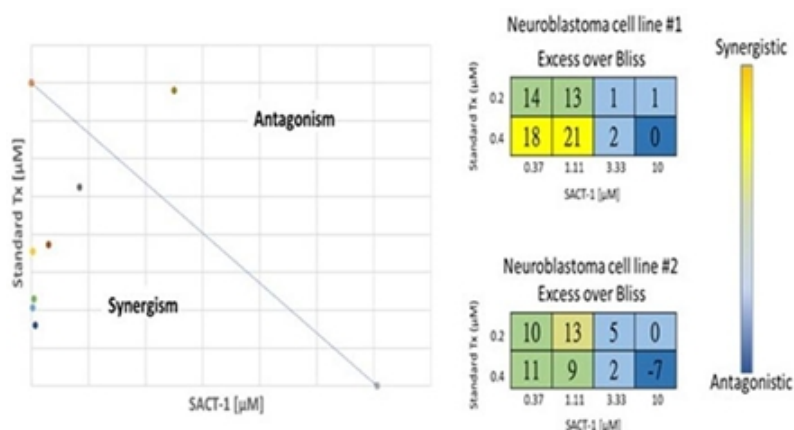 Standard Tx [µM]
Antagonism
Synergism
SACT-1 [µM]
Neuroblastoma cell line #1
Excess over Bliss
Standard Tx (µM)
0.2 14 13 1 1
0.4 18 21 2 0
0.37 1.11 3.33 10
SACT-1 [µM]
Neuroblastoma cell line #2
Excess over Bliss
Standard Tx (µM)
0.2 10 13 5 0
0.4 11 9 2 -7
0.37 1.11 3.33 10
SACT-1 [µM]
Synergistic
Antagonistic